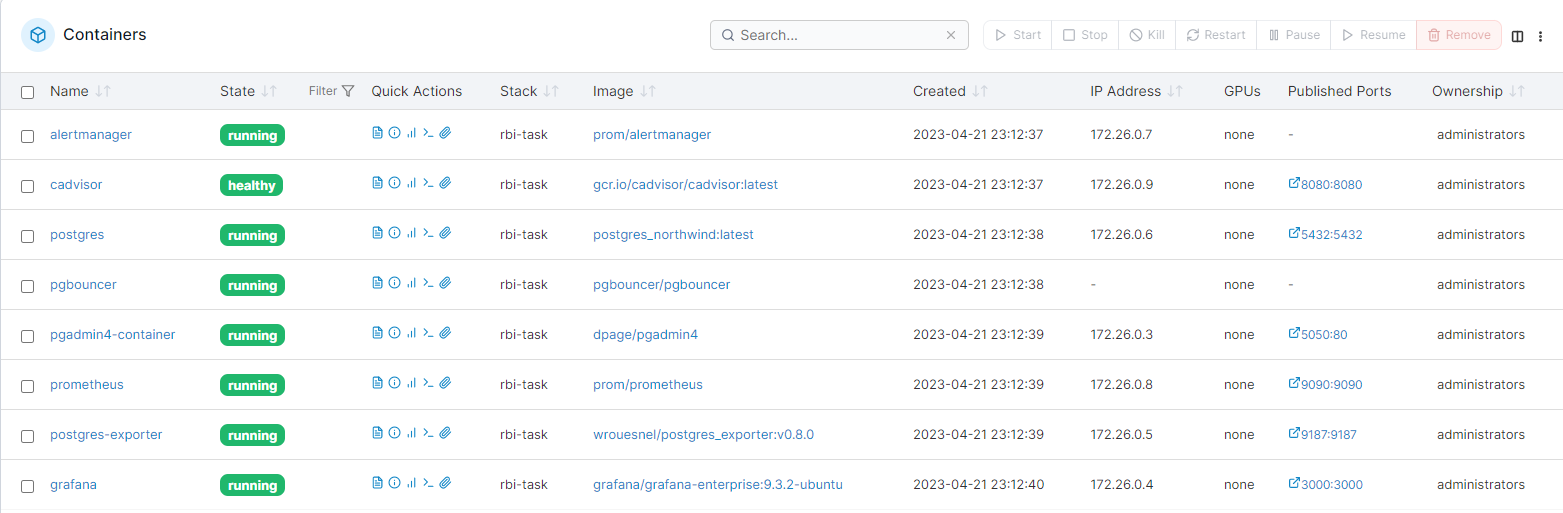 Containers Search... Start Stop Kill Restart Pause Resume Remove
Name State Filter Quick Actions Stack Image Created IP Address GPUs Published Ports Ownership
alertmanager running rbi-task prom/alertmanager 2023-04-21 23:12:37 172.26.0.7 none - administrators
cadvisor healthy rbi-task gcr.io/cadvisor/cadvisor:latest 2023-04-21 23:12:37 172.26.0.9 none 8080:8080 administrators
postgres running rbi-task postgres_northwind:latest 2023-04-21 23:12:38 172.26.0.6 none 5432:5432 administrators
pgbouncer running rbi-task pgbouncer/pgbouncer 2023-04-21 23:12:38 - none - administrators
pgadmin4-container running rbi-task dpage/pgadmin4 2023-04-21 23:12:39 172.26.0.3 none 5050:80 administrators
prometheus running rbi-task prom/prometheus 2023-04-21 23:12:39 172.26.0.8 none 9090:9090 administrators
postgres-exporter running rbi-task wrouesnel/postgres_exporter:v0.8.0 2023-04-21 23:12:39 172.26.0.5 none 9187:9187 administrators
grafana running rbi-task grafana/grafana-enterprise:9.3.2-ubuntu 2023-04-21 23:12:40 172.26.0.4 none 3000:3000 administrators